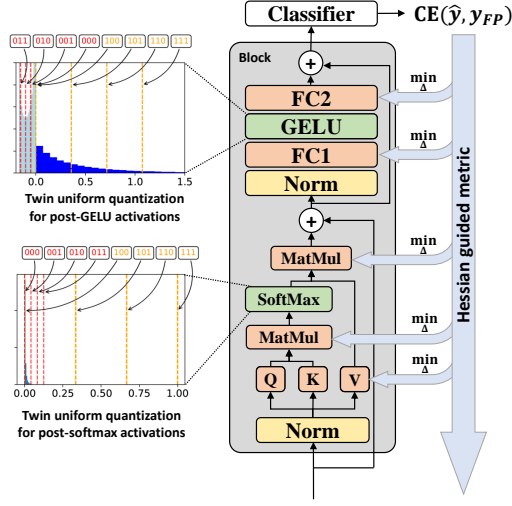 Classifier
CE(ŷ, y_FP)
Block
+
FC2
min Δ
GELU
FC1
min Δ
Norm
+
MatMul
min Δ
SoftMax
MatMul
min Δ
Q K V
min Δ
Norm
Hessian guided metric
011 010 001 000 100 101 110 111
0.0 0.5 1.0 1.5
Twin uniform quantization
for post-GELU activations
000 001 010 011 100 101 110 111
0.00 0.25 0.50 0.75 1.00
Twin uniform quantization
for post-softmax activations